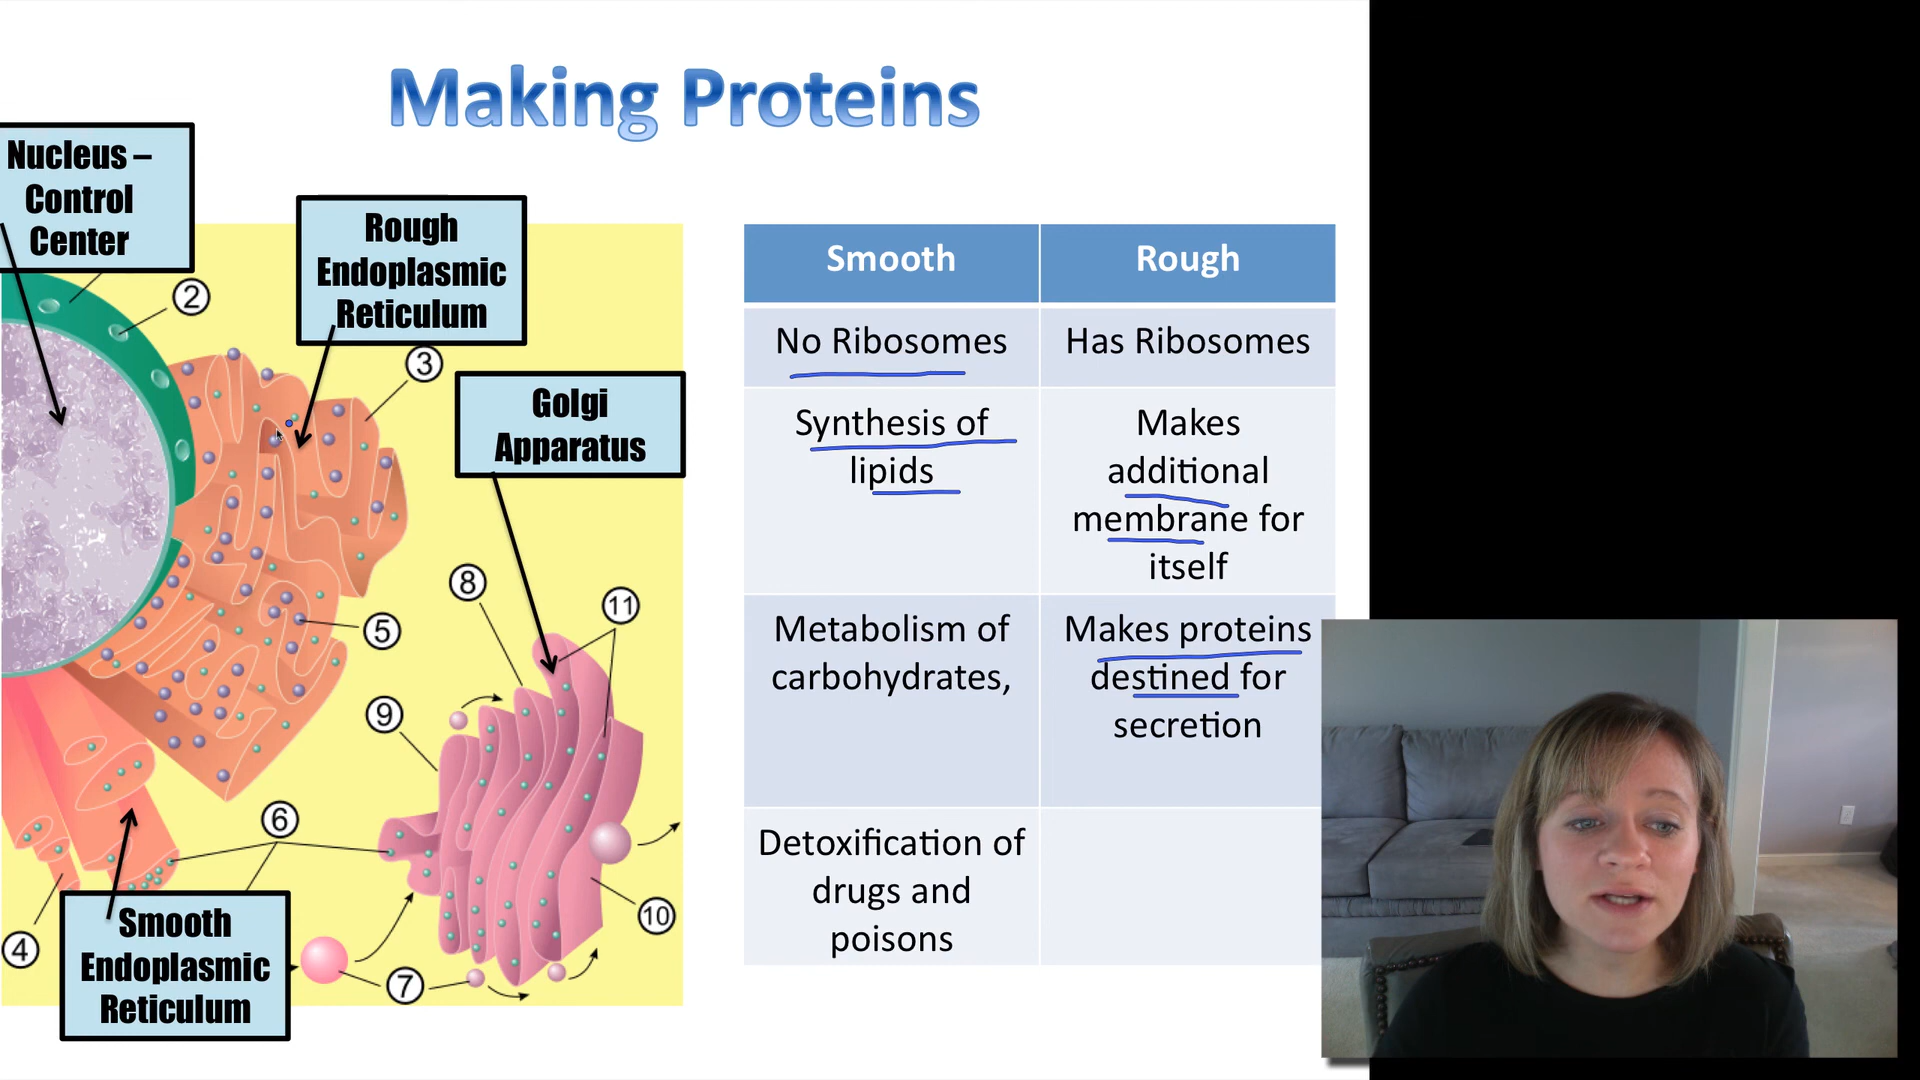 Making Proteins
Nucleus –
Control
Center
2
Rough
Endoplasmic
Reticulum
3
Golgi
Apparatus
8
11
5
9
6
10
4
7
Smooth
Endoplasmic
Reticulum
Smooth
Rough
No Ribosomes
Has Ribosomes
Synthesis of
lipids
Makes
additional
membrane for
itself
Metabolism of
carbohydrates,
Makes proteins
destined for
secretion
Detoxification of
drugs and
poisons